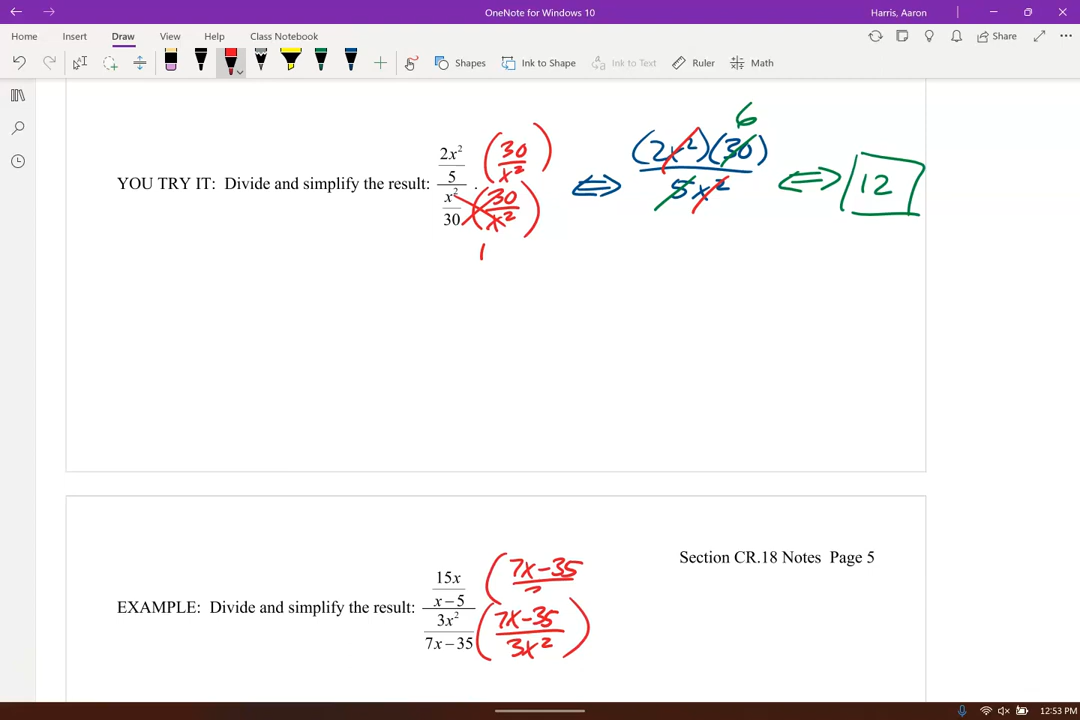 OneNote for Windows 10
Harris, Aaron
Home Insert Draw View Help Class Notebook Share
Shapes Ink to Shape Ink to Text Ruler Math
YOU TRY IT: Divide and simplify the result: 2x²/5 / x²/30 · (30/x²) (30/x²) ⇔ (2x²)(30)/5x² ⇔ 12
6
1
Section CR.18 Notes Page 5
EXAMPLE: Divide and simplify the result: 15x/x−5 / 3x²/7x−35 (7x−35 (7x−35/3x²)
12:53 PM